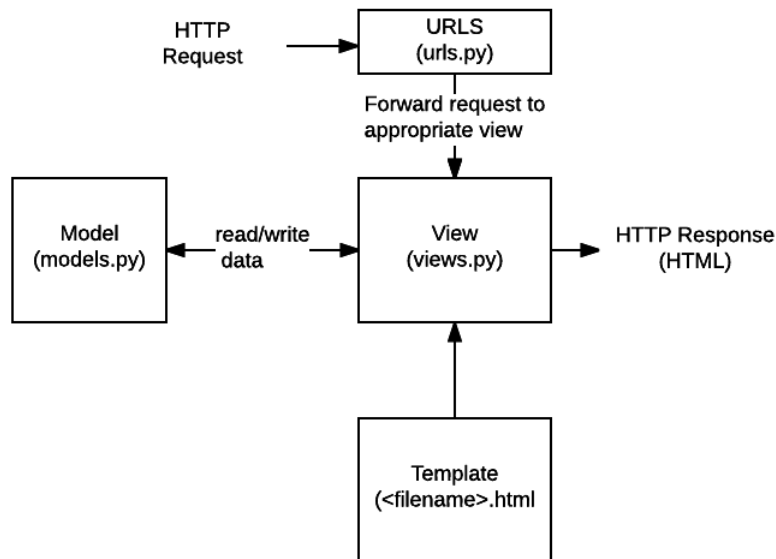 HTTP
Request
URLS
(urls.py)
Forward request to
appropriate view
Model
(models.py)
read/write
data
View
(views.py)
HTTP Response
(HTML)
Template
(<filename>.html